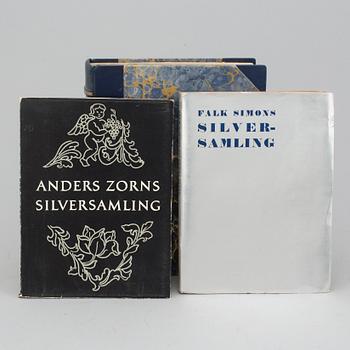 ANDERS ZORNS
SILVERSAMLING
FALK SIMONS
SILVER-
SAMLING